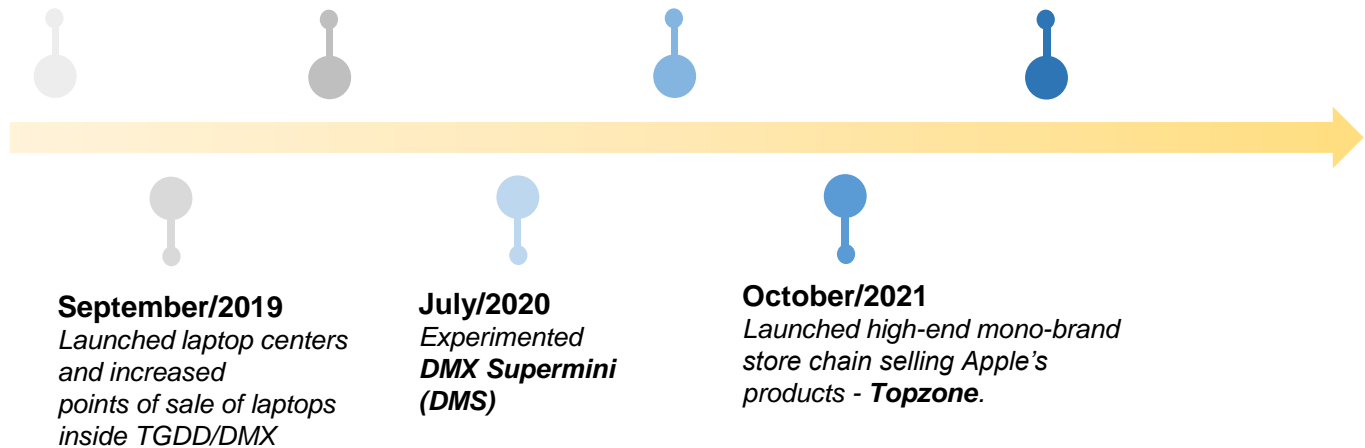 September/2019
Launched laptop centers
and increased
points of sale of laptops
inside TGDD/DMX
July/2020
Experimented
DMX Supermini
(DMS)
October/2021
Launched high-end mono-brand
store chain selling Apple's
products - Topzone.